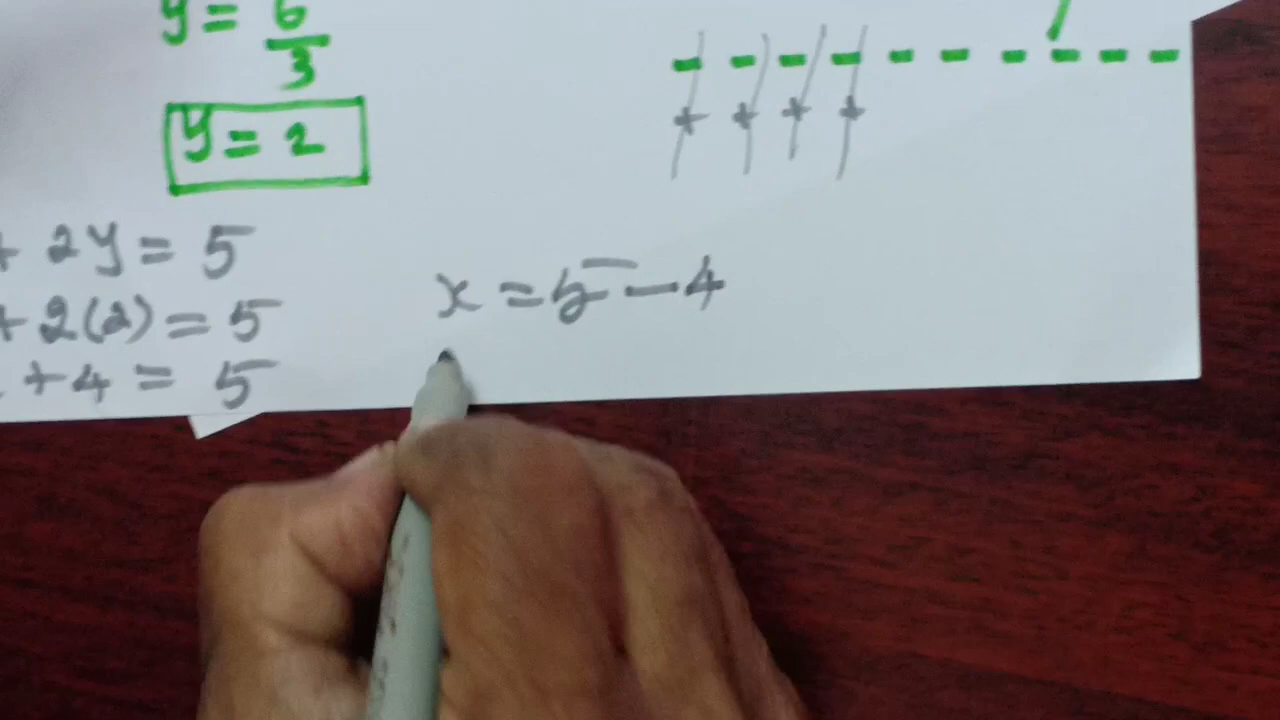 y = 6/3
y = 2
+ 2y = 5
+ 2(2) = 5
+ 4 = 5
x = 5 - 4